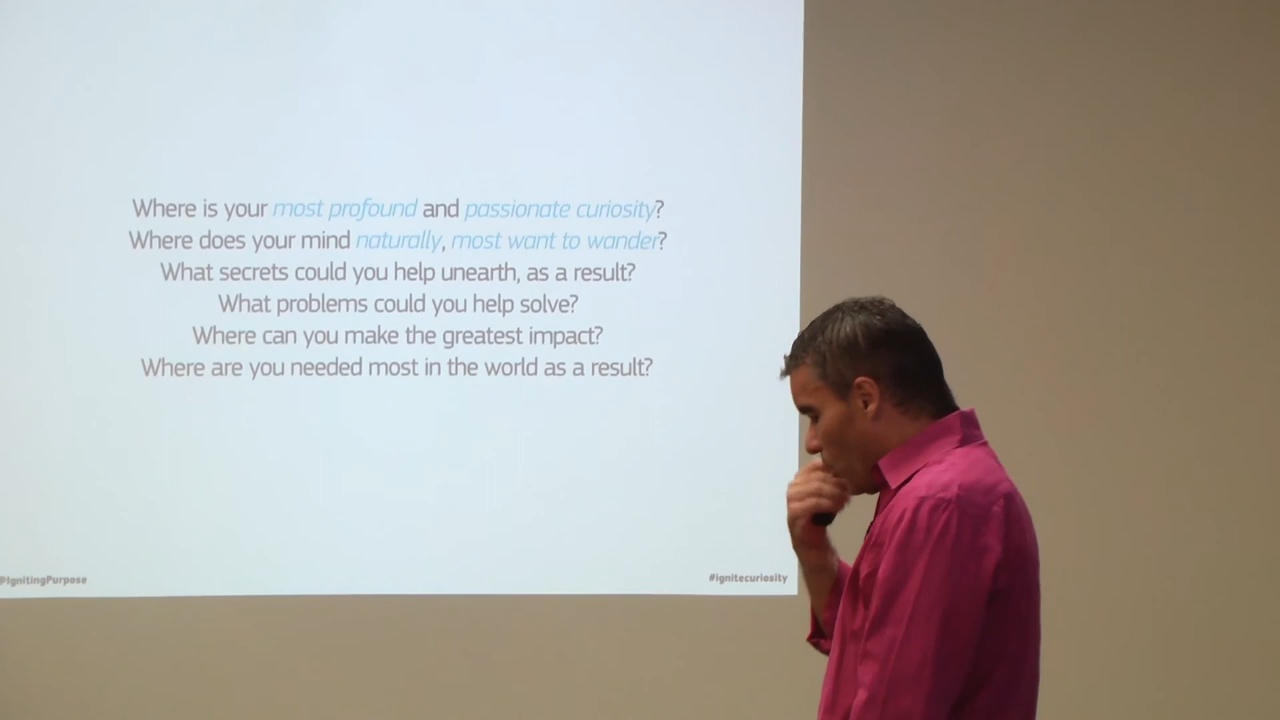 Where is your most profound and passionate curiosity?
Where does your mind naturally, most want to wander?
What secrets could you help unearth, as a result?
What problems could you help solve?
Where can you make the greatest impact?
Where are you needed most in the world as a result?
@IgnitingPurpose
#ignitecuriosity